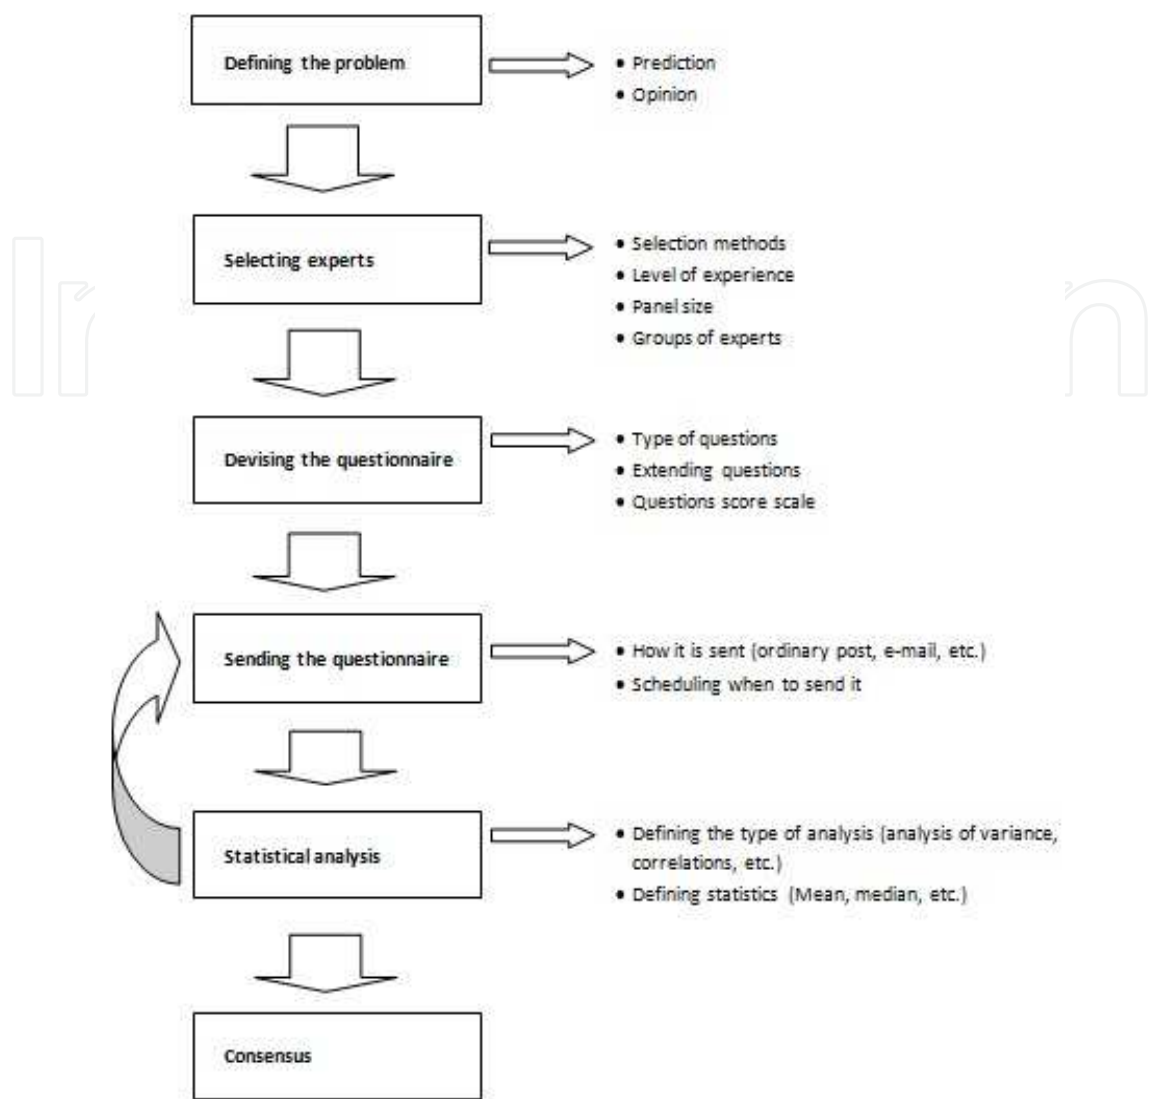 Defining the problem
• Prediction
• Opinion
Selecting experts
• Selection methods
• Level of experience
• Panel size
• Groups of experts
Devising the questionnaire
• Type of questions
• Extending questions
• Questions score scale
Sending the questionnaire
• How it is sent (ordinary post, e-mail, etc.)
• Scheduling when to send it
Statistical analysis
• Defining the type of analysis (analysis of variance,
correlations, etc.)
• Defining statistics (Mean, median, etc.)
Consensus